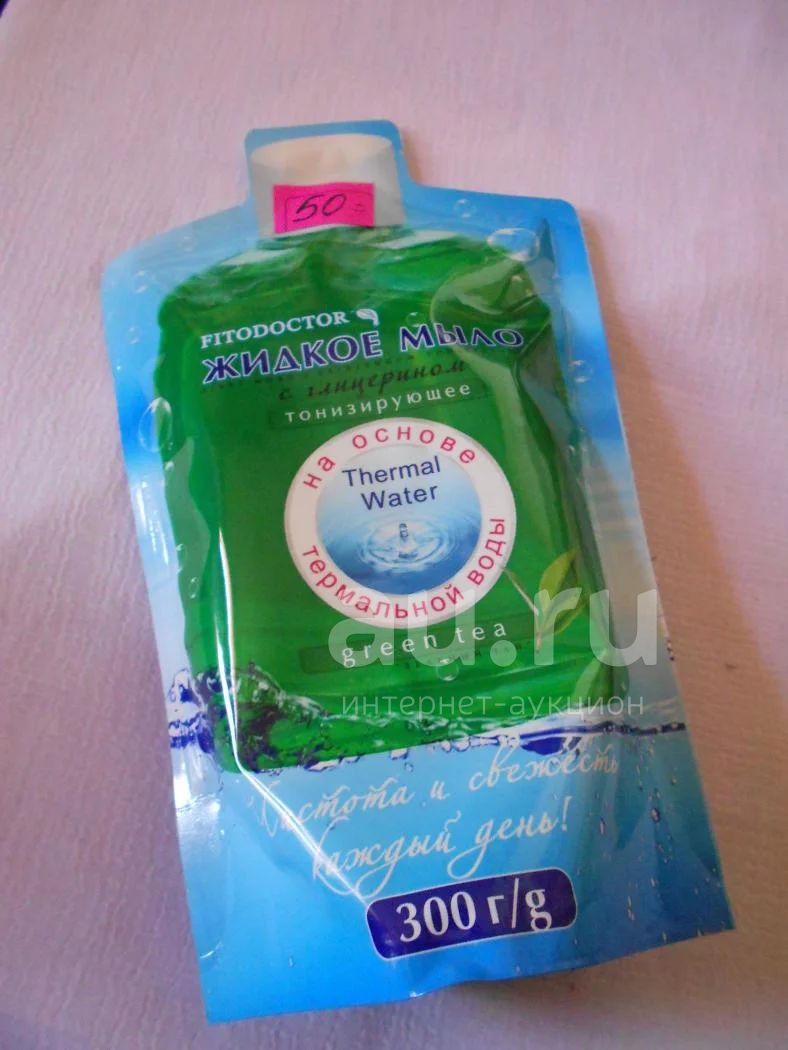 50=
FITODOCTOR
ЖИДКОЕ МЫЛО
с глицерином
тонизирующее
на основе
Thermal
Water
термальной воды
green tea
au.ru
интернет-аукцион
Чистота и свежесть
каждый день!
300 г/g